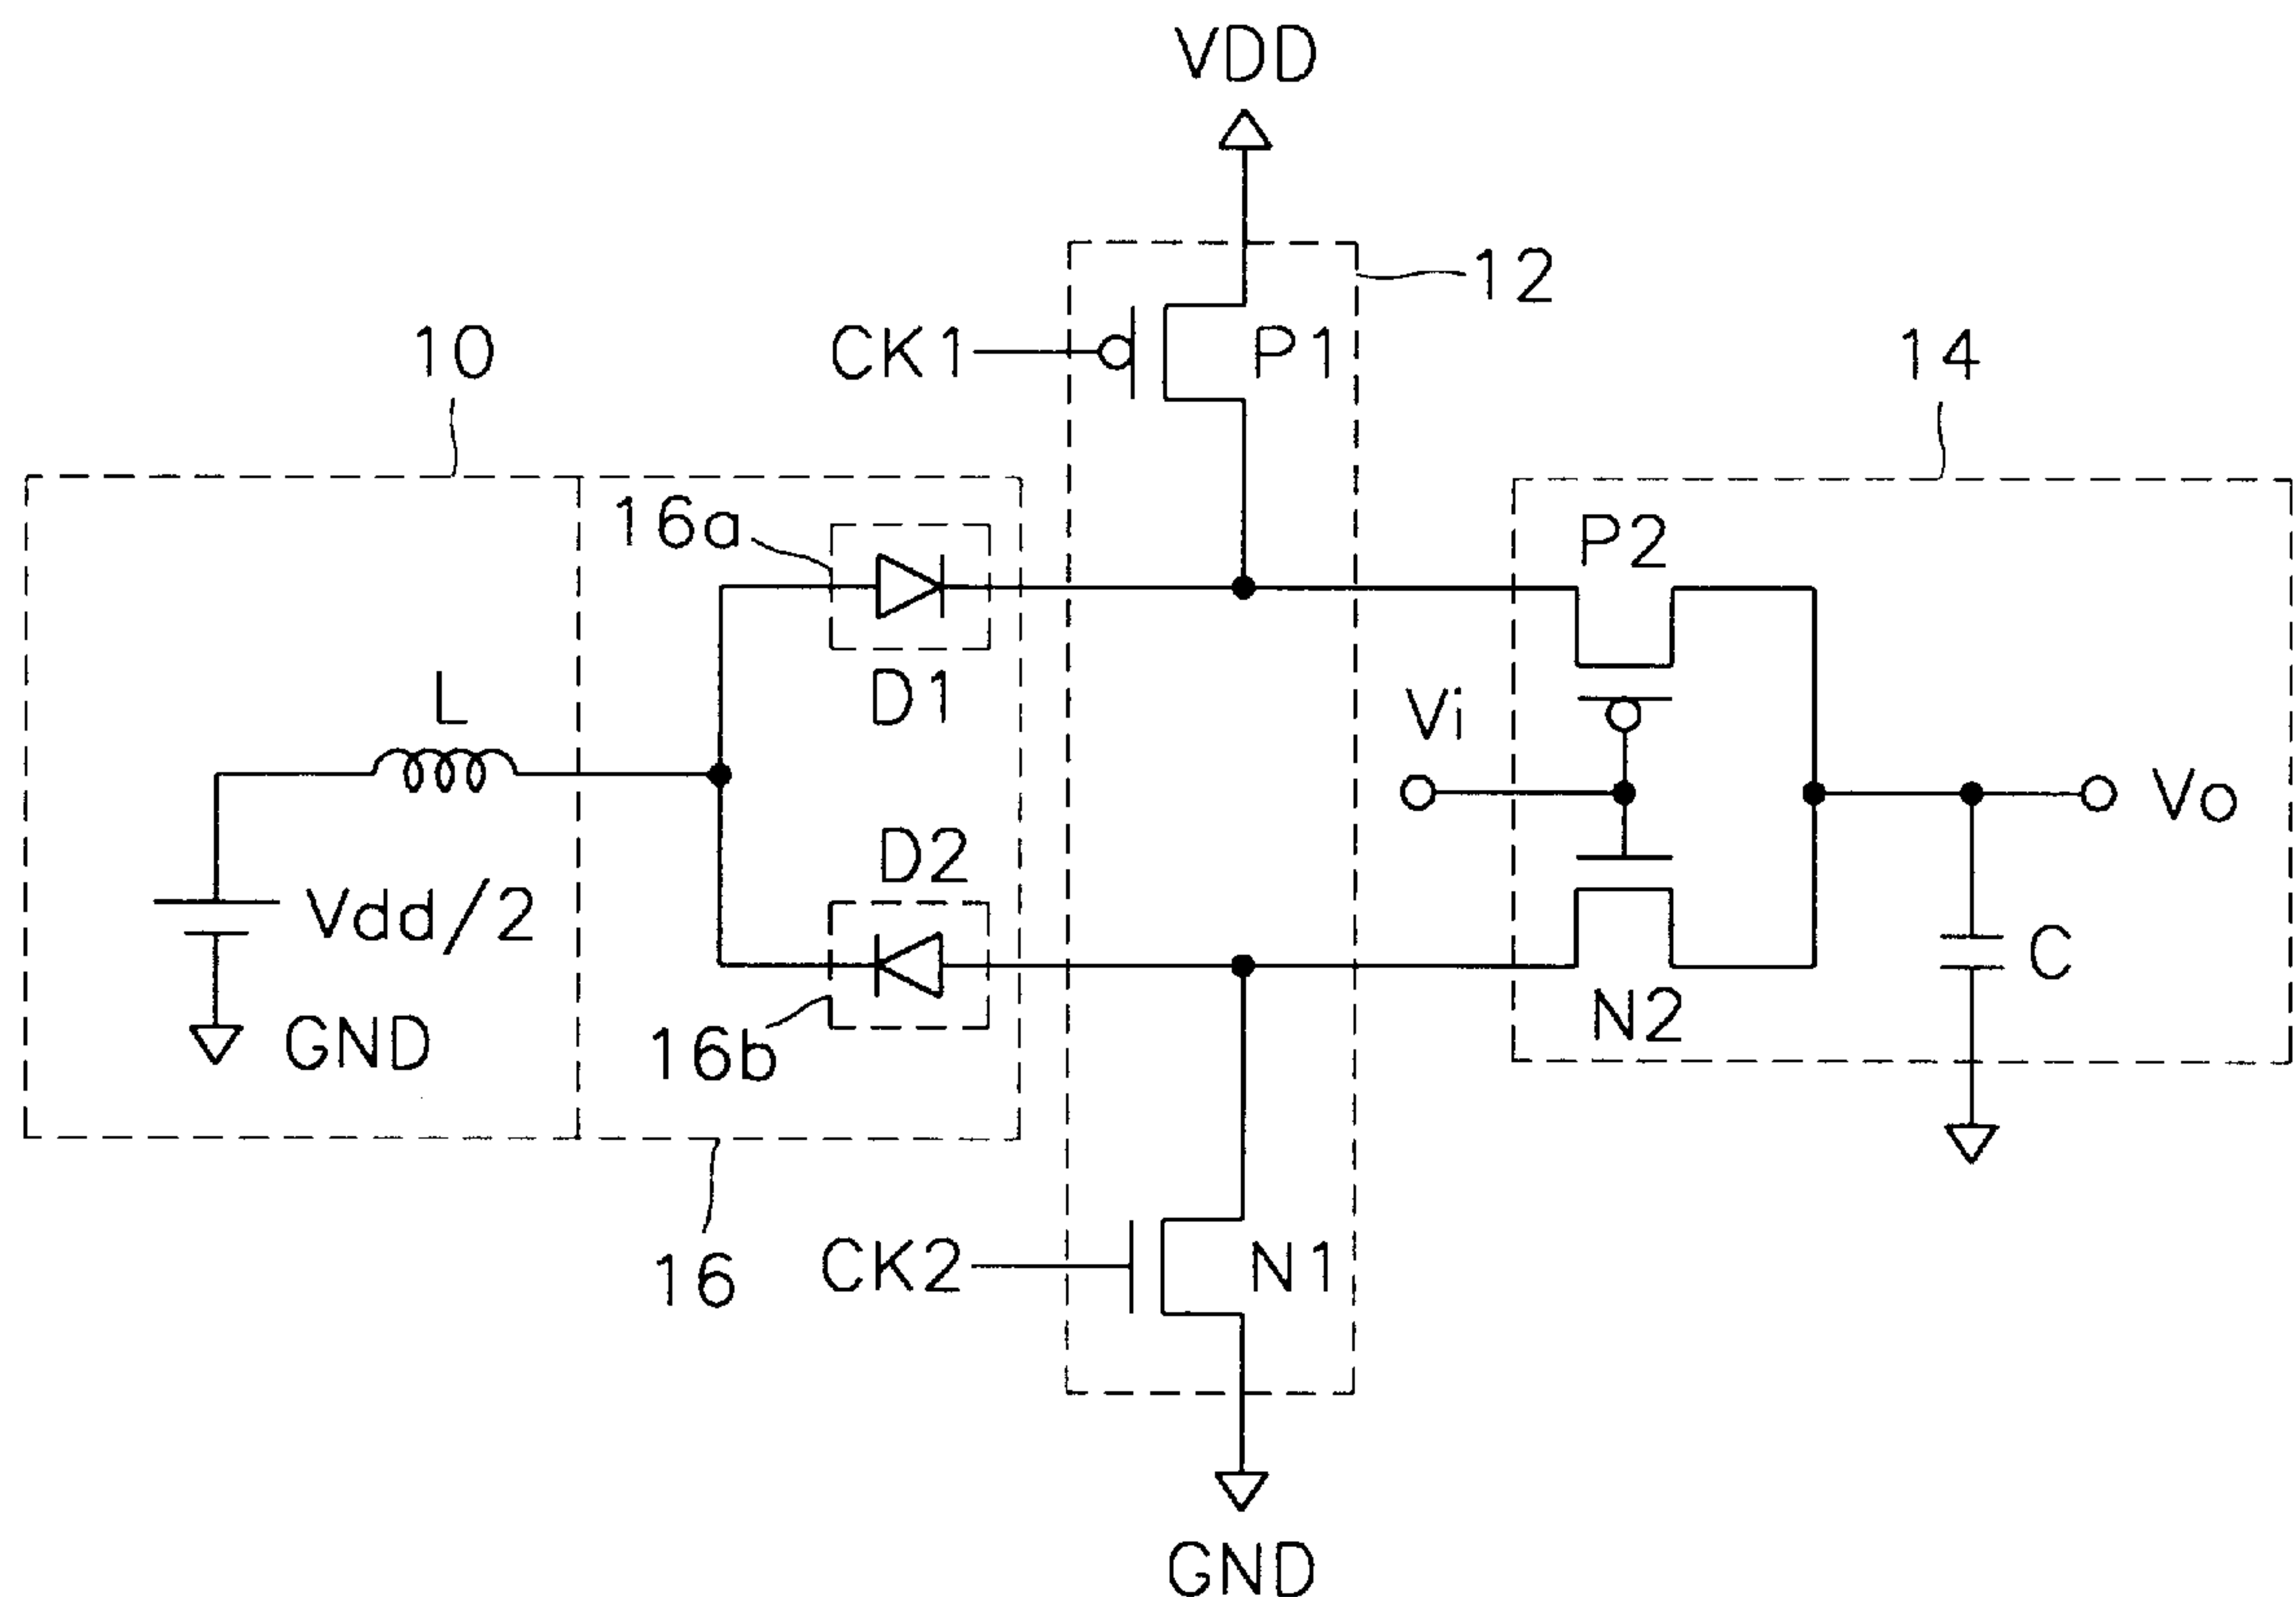 VDD
12
10
CK1
P1
14
16a
P2
D1
L
Vi
D2
Vo
Vdd/2
C
GND
N2
16b
16
CK2
N1
GND